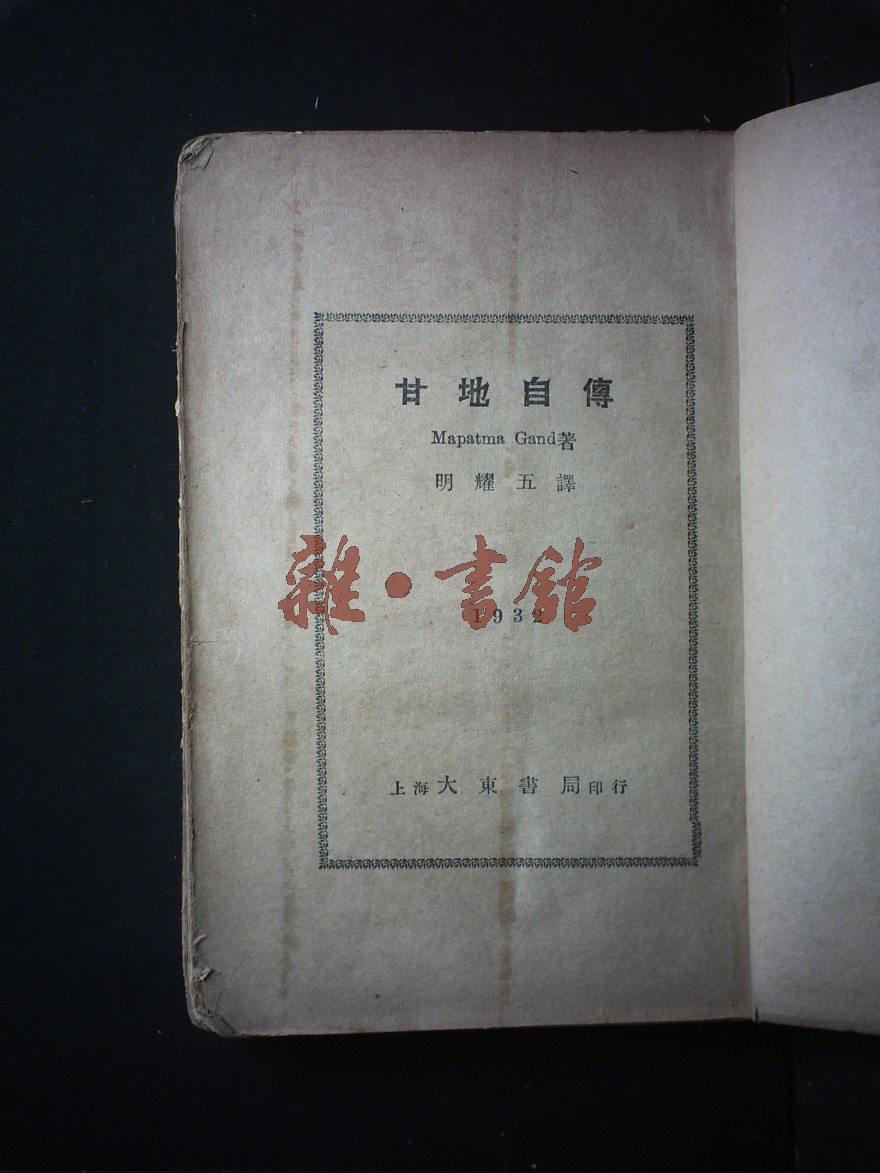 甘地自傳
Mapatma Gand著
明耀五譯
雜·書館
1932
上海大東書局印行